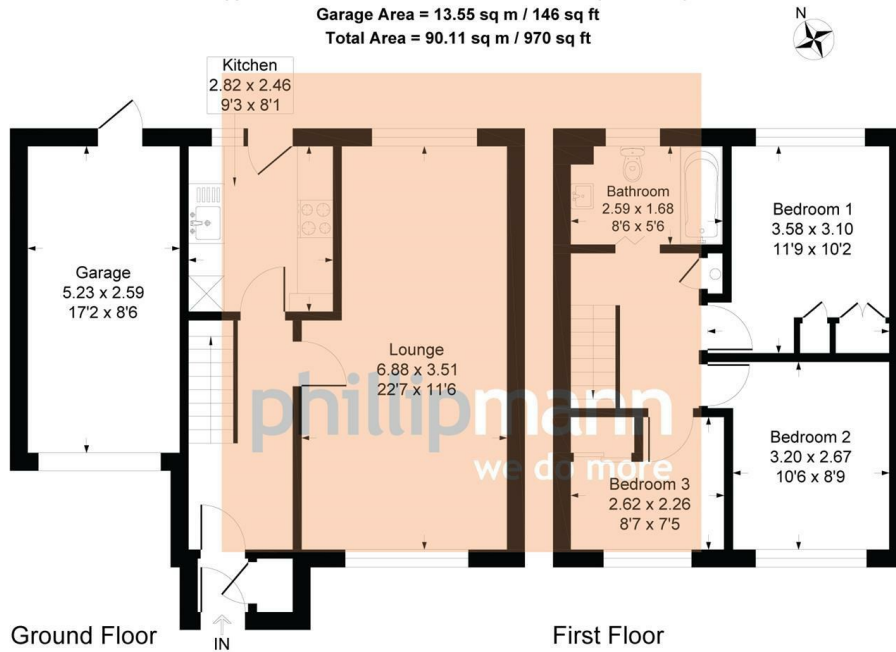 Garage Area = 13.55 sq m / 146 sq ft
Total Area = 90.11 sq m / 970 sq ft
N
Kitchen
2.82 x 2.46
9'3 x 8'1
Garage
5.23 x 2.59
17'2 x 8'6
Lounge
6.88 x 3.51
22'7 x 11'6
Bathroom
2.59 x 1.68
8'6 x 5'6
Bedroom 1
3.58 x 3.10
11'9 x 10'2
Bedroom 2
3.20 x 2.67
10'6 x 8'9
Bedroom 3
2.62 x 2.26
8'7 x 7'5
phillipmann
we do more
IN
Ground Floor
First Floor